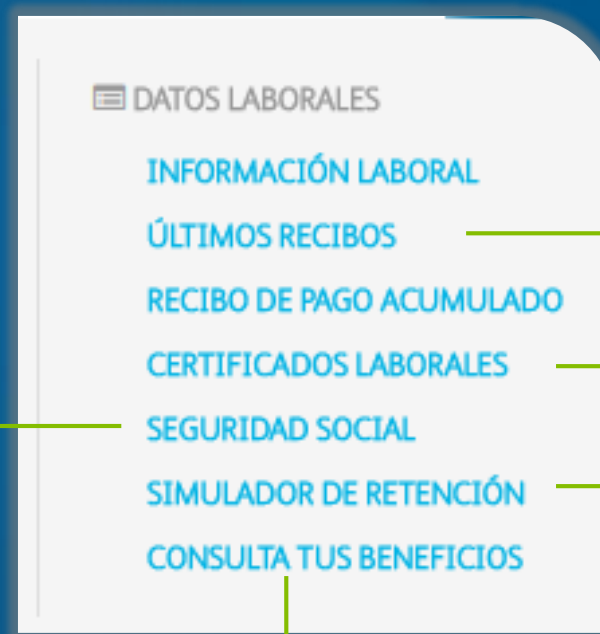 DATOS LABORALES
INFORMACIÓN LABORAL
ÚLTIMOS RECIBOS
RECIBO DE PAGO ACUMULADO
CERTIFICADOS LABORALES
SEGURIDAD SOCIAL
SIMULADOR DE RETENCIÓN
CONSULTA TUS BENEFICIOS